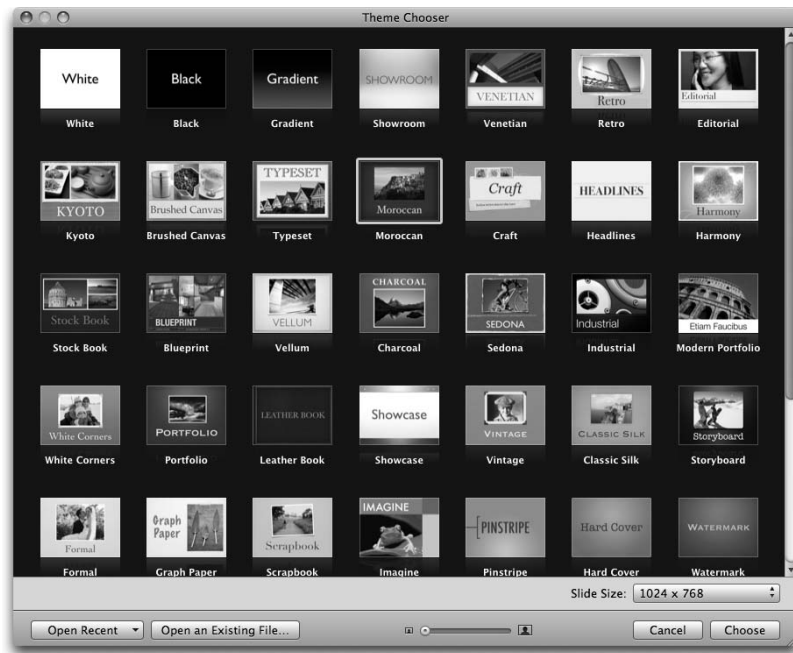 Theme Chooser
White Black Gradient SHOWROOM VENETIAN Retro Editorial
White Black Gradient Showroom Venetian Retro Editorial
KYOTO Brushed Canvas TYPESET Moroccan Craft HEADLINES Harmony
Kyoto Brushed Canvas Typeset Moroccan Craft Headlines Harmony
Stock Book BLUEPRINT VELLUM CHARCOAL SEDONA Industrial Etiam Faucibus
Stock Book Blueprint Vellum Charcoal Sedona Industrial Modern Portfolio
White Corners PORTFOLIO LEATHER BOOK Showcase VINTAGE CLASSIC SILK Storyboard
White Corners Portfolio Leather Book Showcase Vintage Classic Silk Storyboard
Formal Graph Paper Scrapbook IMAGINE PINSTRIPE Hard Cover WATERMARK
Formal Graph Paper Scrapbook Imagine Pinstripe Hard Cover Watermark
Slide Size: 1024 x 768
Open Recent Open an Existing File... Cancel Choose